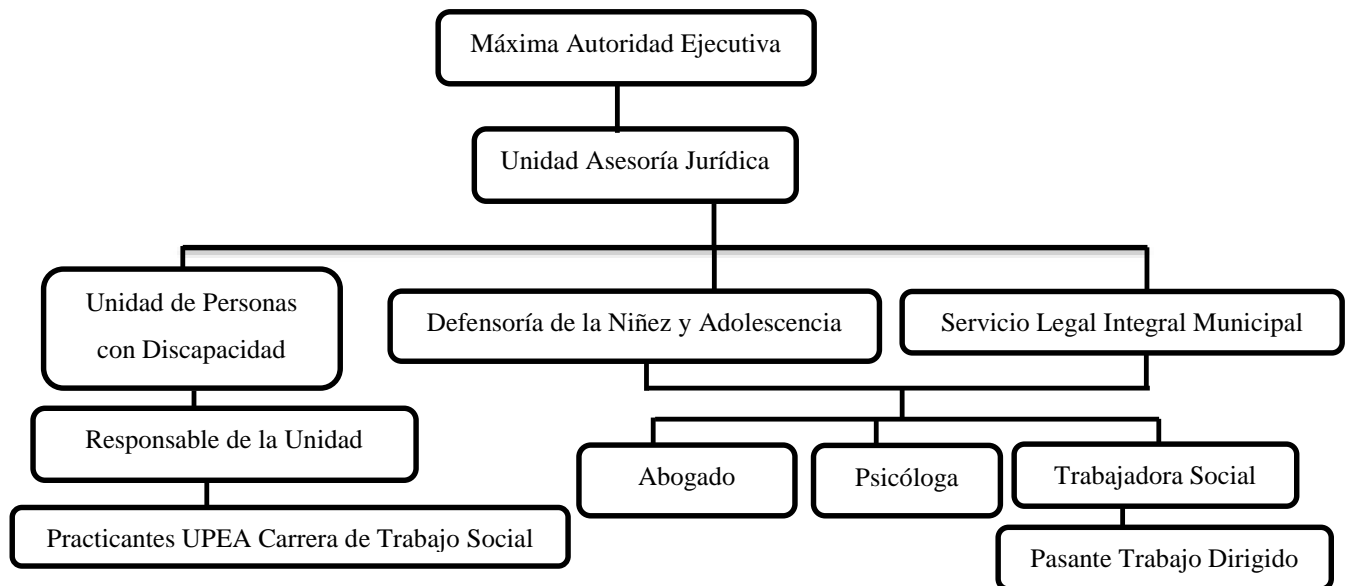 Máxima Autoridad Ejecutiva
Unidad Asesoría Jurídica
Unidad de Personas
con Discapacidad
Defensoría de la Niñez y Adolescencia
Servicio Legal Integral Municipal
Responsable de la Unidad
Abogado
Psicóloga
Trabajadora Social
Practicantes UPEA Carrera de Trabajo Social
Pasante Trabajo Dirigido